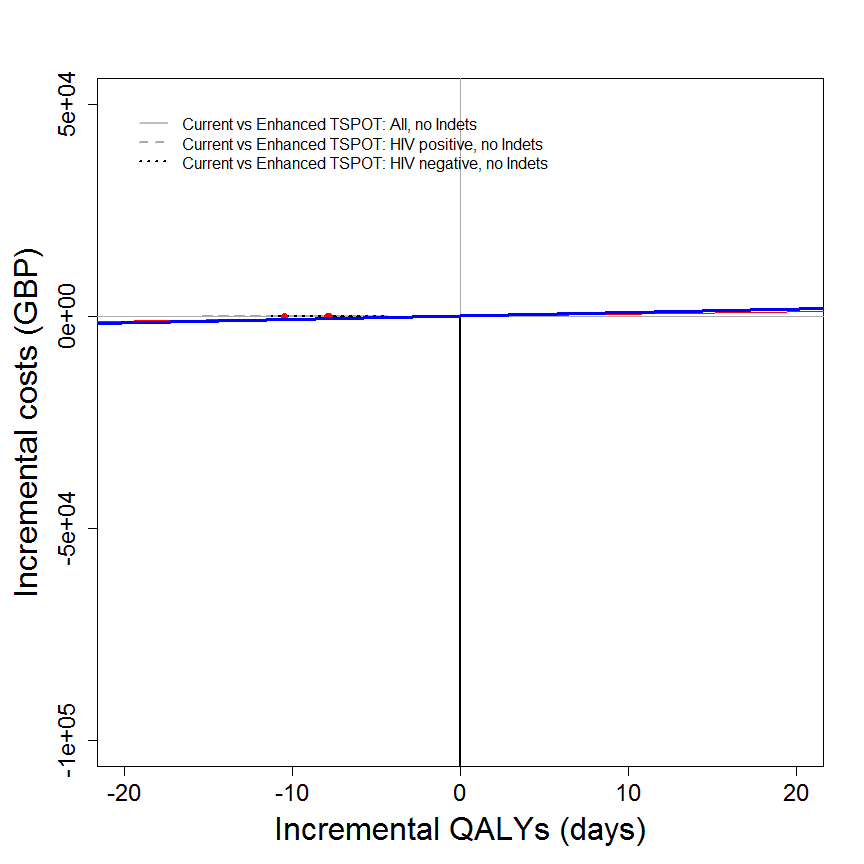 Current vs Enhanced TSPOT: All, no Indets
Current vs Enhanced TSPOT: HIV positive, no Indets
Current vs Enhanced TSPOT: HIV negative, no Indets
Incremental costs (GBP)
5e+04
0e+00
-5e+04
-1e+05
-20 -10 0 10 20
Incremental QALYs (days)